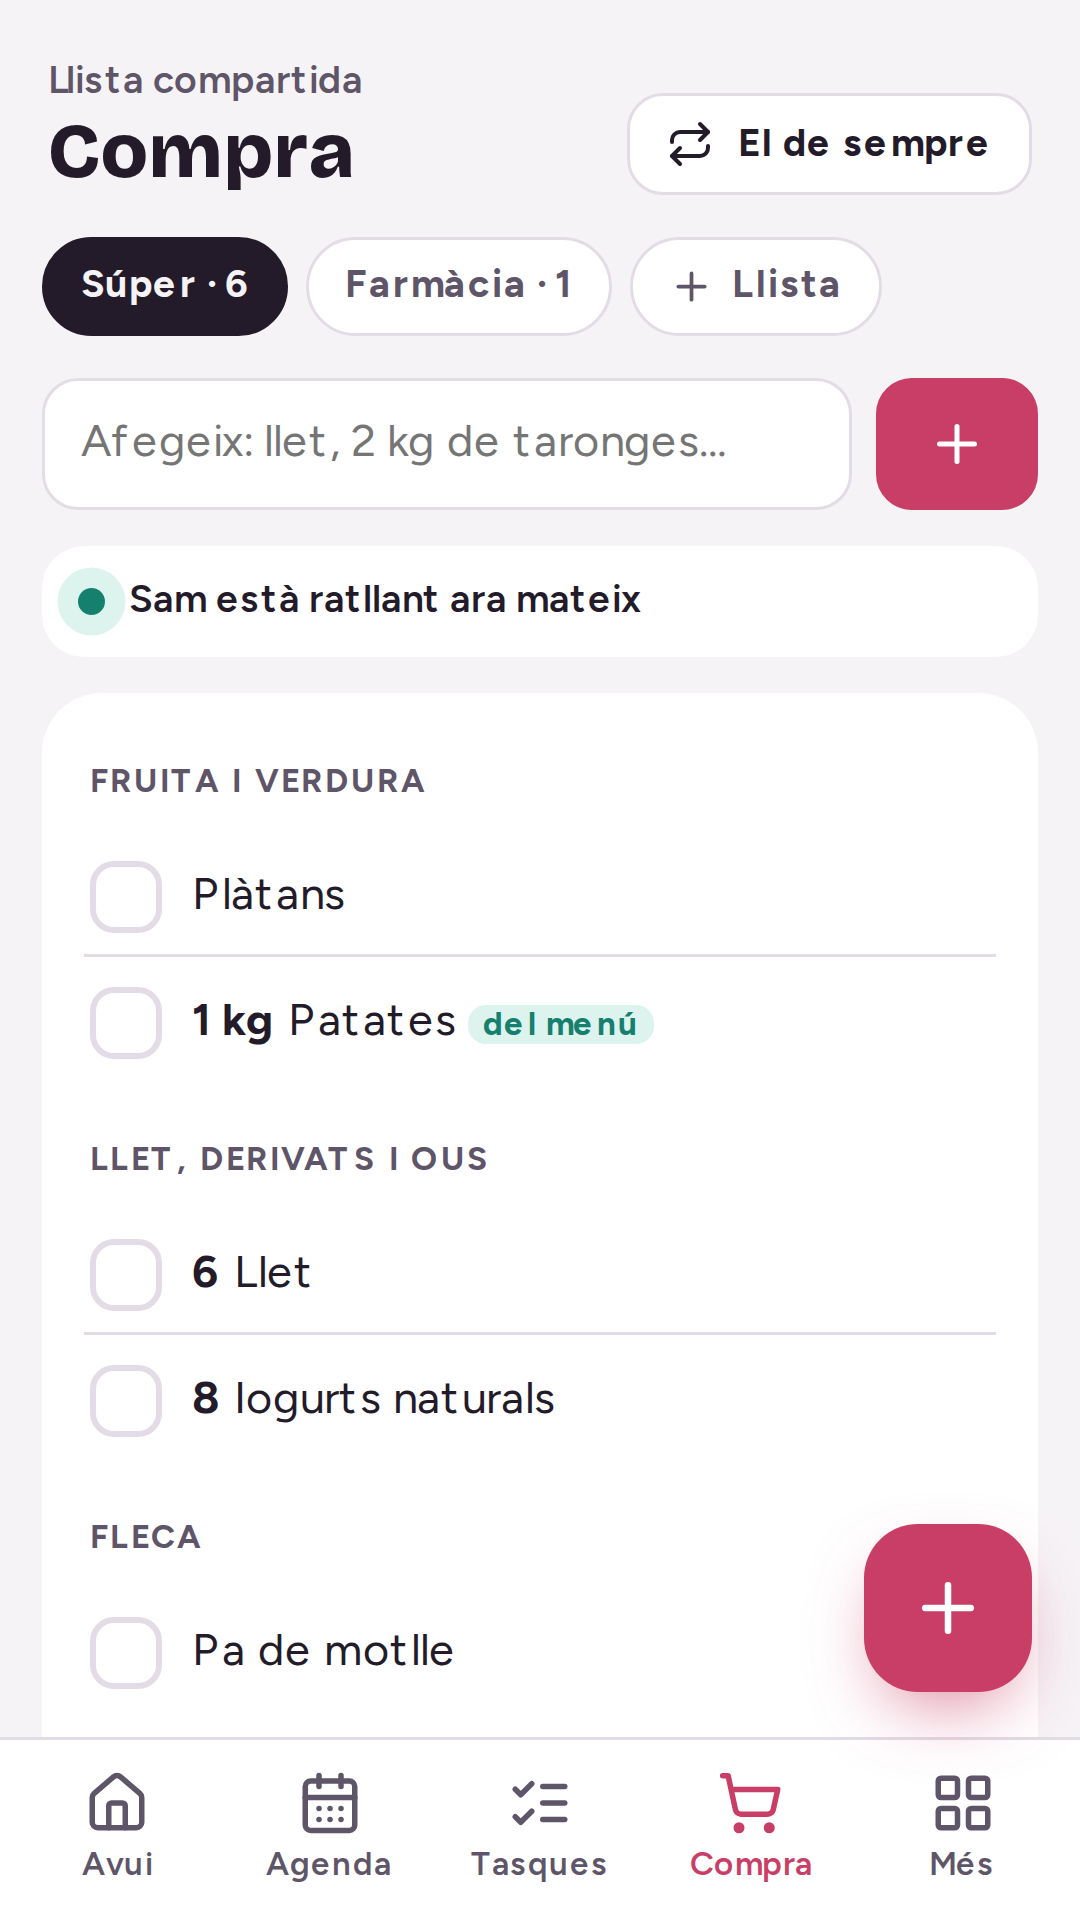 Llista compartida
Compra
El de sempre
Súper · 6
Farmàcia · 1
Llista
Afegeix: llet, 2 kg de taronges...
Sam està ratllant ara mateix
FRUITA I VERDURA
Plàtans
1 kg Patates del menú
LLET, DERIVATS I OUS
6 Llet
8 Iogurts naturals
FLECA
Pa de motlle
Avui
Agenda
Tasques
Compra
Més